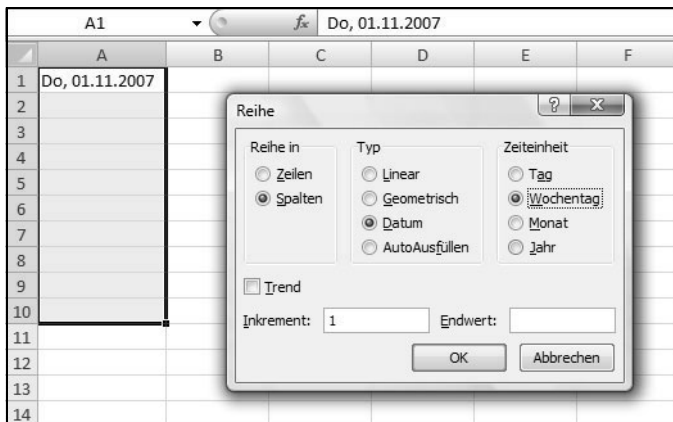 A1 fx Do, 01.11.2007
A B C D E F
1 Do, 01.11.2007
2
3
4
5
6
7
8
9
10
11
12
13
14
Reihe
Reihe in Typ Zeiteinheit
Zeilen Linear Tag
Spalten Geometrisch Wochentag
Datum Monat
AutoAusfüllen Jahr
Trend
Inkrement: 1 Endwert:
OK Abbrechen